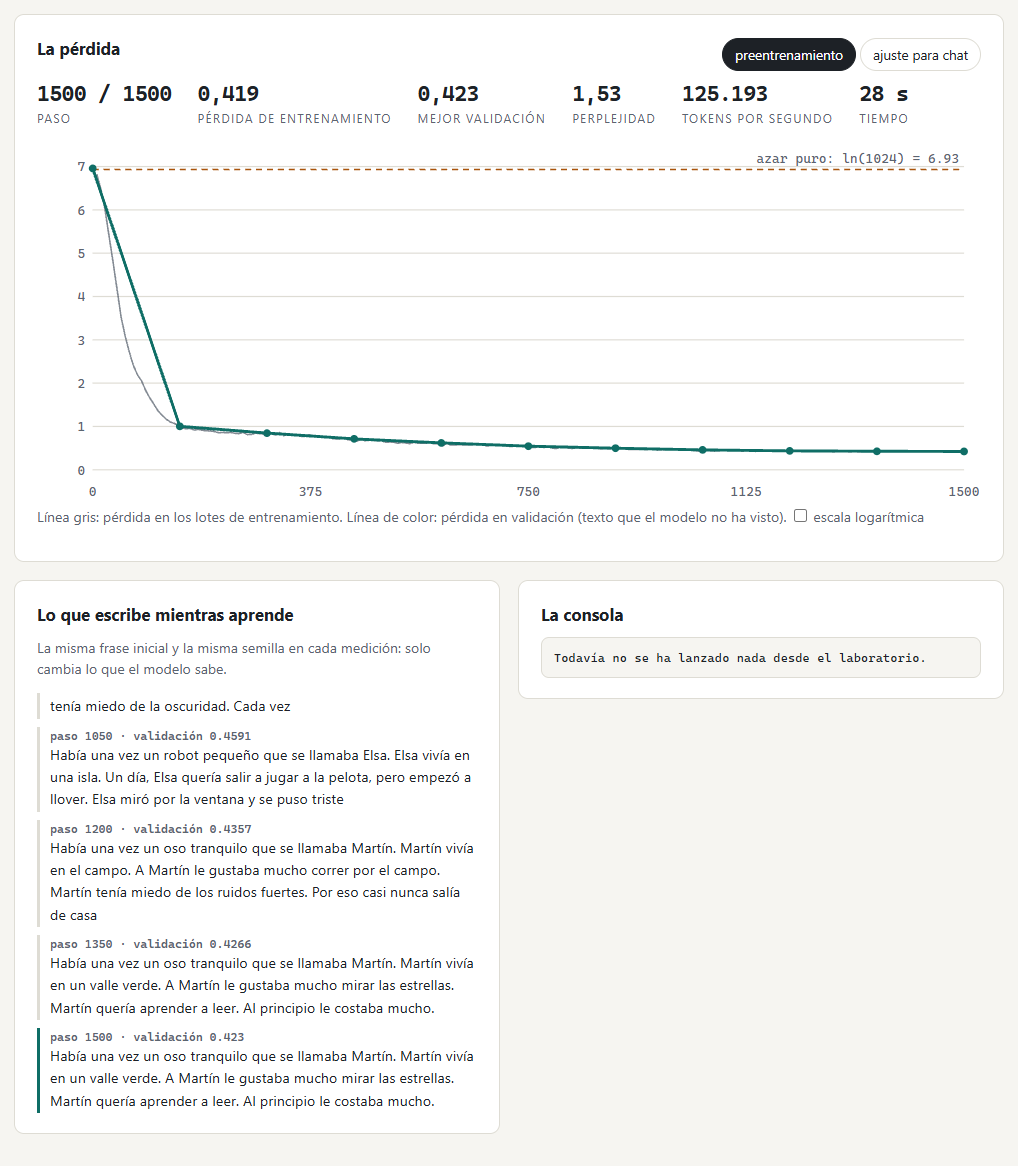 La pérdida
preentrenamiento
ajuste para chat
1500 / 1500
PASO
0,419
PÉRDIDA DE ENTRENAMIENTO
0,423
MEJOR VALIDACIÓN
1,53
PERPLEJIDAD
125.193
TOKENS POR SEGUNDO
28 s
TIEMPO
azar puro: ln(1024) = 6.93
7
6
5
4
3
2
1
0
0
375
750
1125
1500
Línea gris: pérdida en los lotes de entrenamiento. Línea de color: pérdida en validación (texto que el modelo no ha visto).
escala logarítmica
Lo que escribe mientras aprende
La misma frase inicial y la misma semilla en cada medición: solo
cambia lo que el modelo sabe.
tenía miedo de la oscuridad. Cada vez
paso 1050 · validación 0.4591
Había una vez un robot pequeño que se llamaba Elsa. Elsa vivía en
una isla. Un día, Elsa quería salir a jugar a la pelota, pero empezó a
llover. Elsa miró por la ventana y se puso triste
paso 1200 · validación 0.4357
Había una vez un oso tranquilo que se llamaba Martín. Martín vivía
en el campo. A Martín le gustaba mucho correr por el campo.
Martín tenía miedo de los ruidos fuertes. Por eso casi nunca salía
de casa
paso 1350 · validación 0.4266
Había una vez un oso tranquilo que se llamaba Martín. Martín vivía
en un valle verde. A Martín le gustaba mucho mirar las estrellas.
Martín quería aprender a leer. Al principio le costaba mucho.
paso 1500 · validación 0.423
Había una vez un oso tranquilo que se llamaba Martín. Martín vivía
en un valle verde. A Martín le gustaba mucho mirar las estrellas.
Martín quería aprender a leer. Al principio le costaba mucho.
La consola
Todavía no se ha lanzado nada desde el laboratorio.